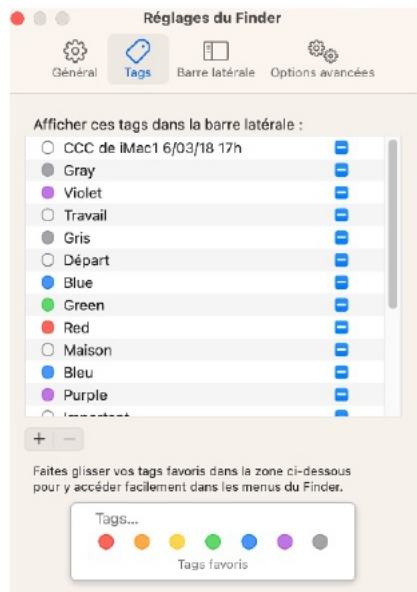 Réglages du Finder
Général Tags Barre latérale Options avancées
Afficher ces tags dans la barre latérale :
CCC de iMac1 6/03/18 17h
Gray
Violet
Travail
Gris
Départ
Blue
Green
Red
Maison
Bleu
Purple
Important
+ −
Faites glisser vos tags favoris dans la zone ci-dessous
pour y accéder facilement dans les menus du Finder.
Tags...
Tags favoris